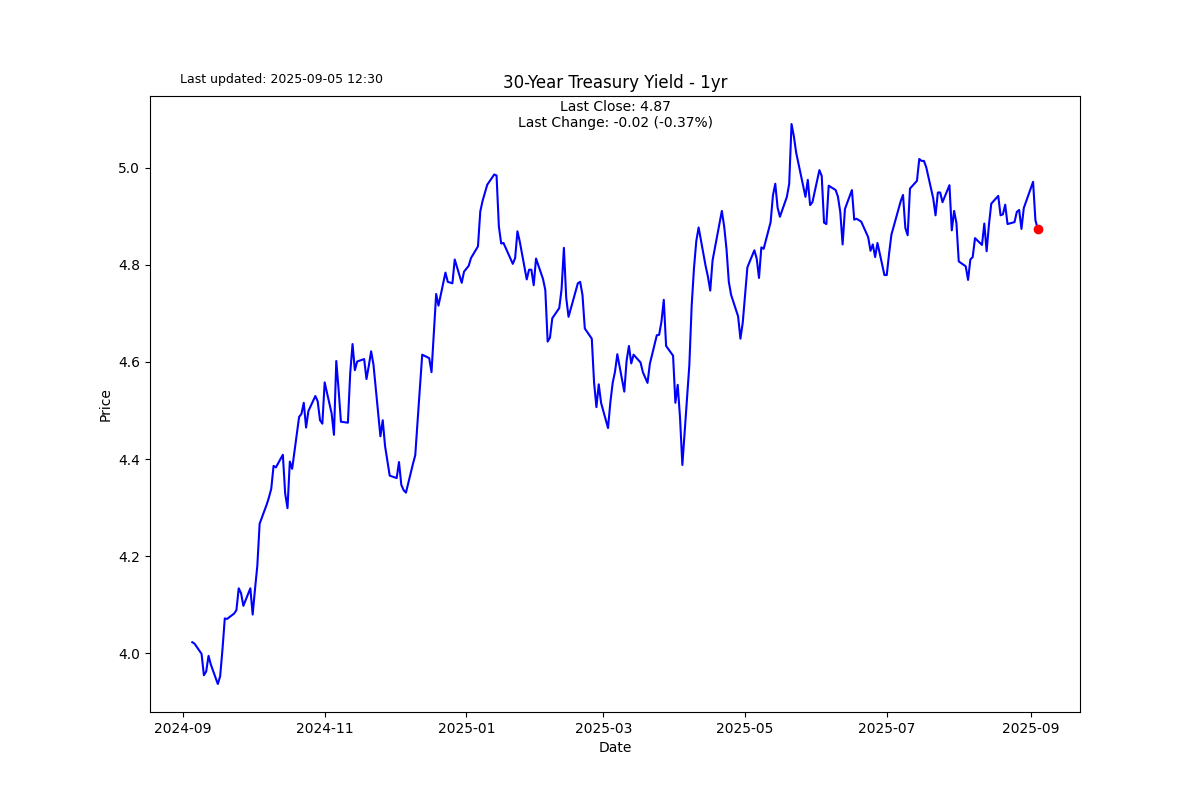 Last updated: 2025-09-05 12:30
30-Year Treasury Yield - 1yr
Last Close: 4.87
Last Change: -0.02 (-0.37%)
Price
5.0
4.8
4.6
4.4
4.2
4.0
2024-09
2024-11
2025-01
2025-03
2025-05
2025-07
2025-09
Date